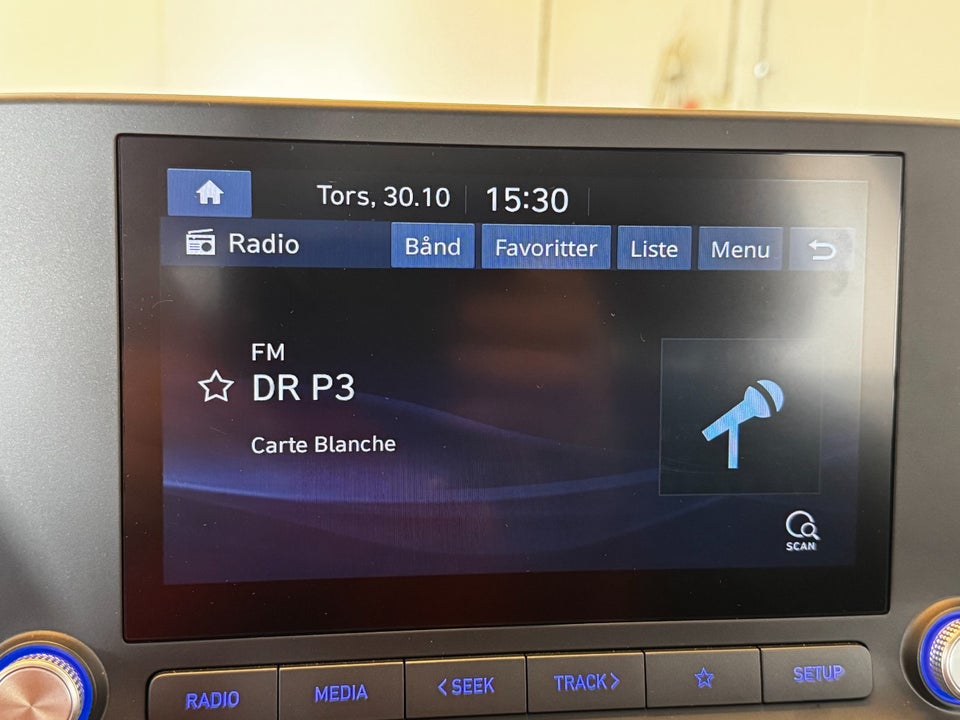 Tors, 30.10 15:30
Radio Bånd Favoritter Liste Menu
FM
DR P3
Carte Blanche
SCAN
RADIO MEDIA <SEEK TRACK> SETUP